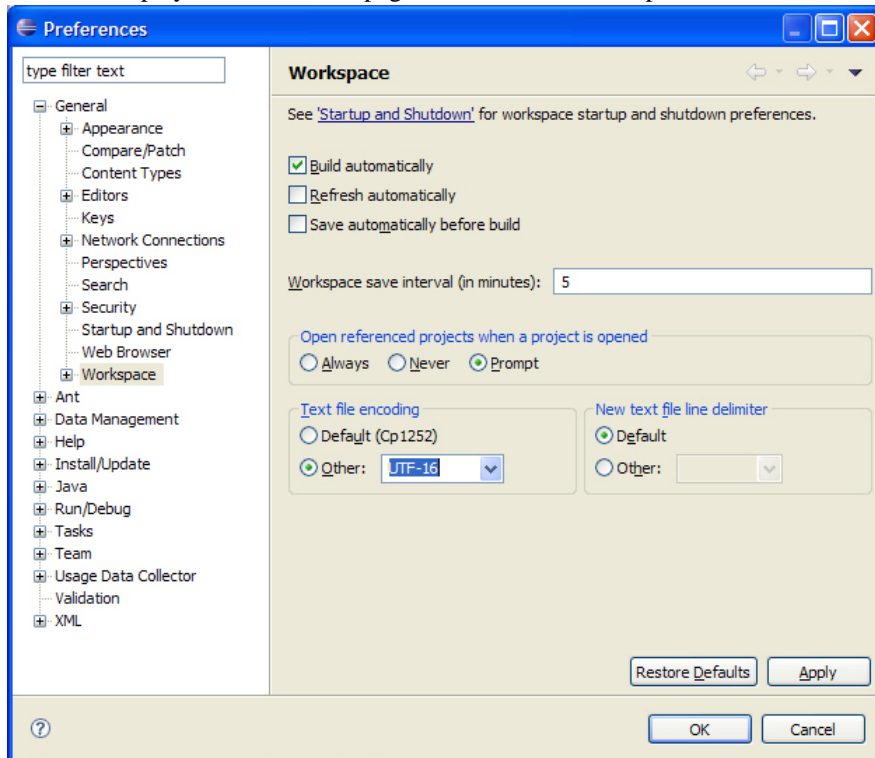 Preferences
type filter text
General
Appearance
Compare/Patch
Content Types
Editors
Keys
Network Connections
Perspectives
Search
Security
Startup and Shutdown
Web Browser
Workspace
Ant
Data Management
Help
Install/Update
Java
Run/Debug
Tasks
Team
Usage Data Collector
Validation
XML
Workspace
See 'Startup and Shutdown' for workspace startup and shutdown preferences.
Build automatically
Refresh automatically
Save automatically before build
Workspace save interval (in minutes): 5
Open referenced projects when a project is opened
Always Never Prompt
Text file encoding
Default (Cp1252)
Other: UTF-16
New text file line delimiter
Default
Other:
Restore Defaults Apply
OK Cancel